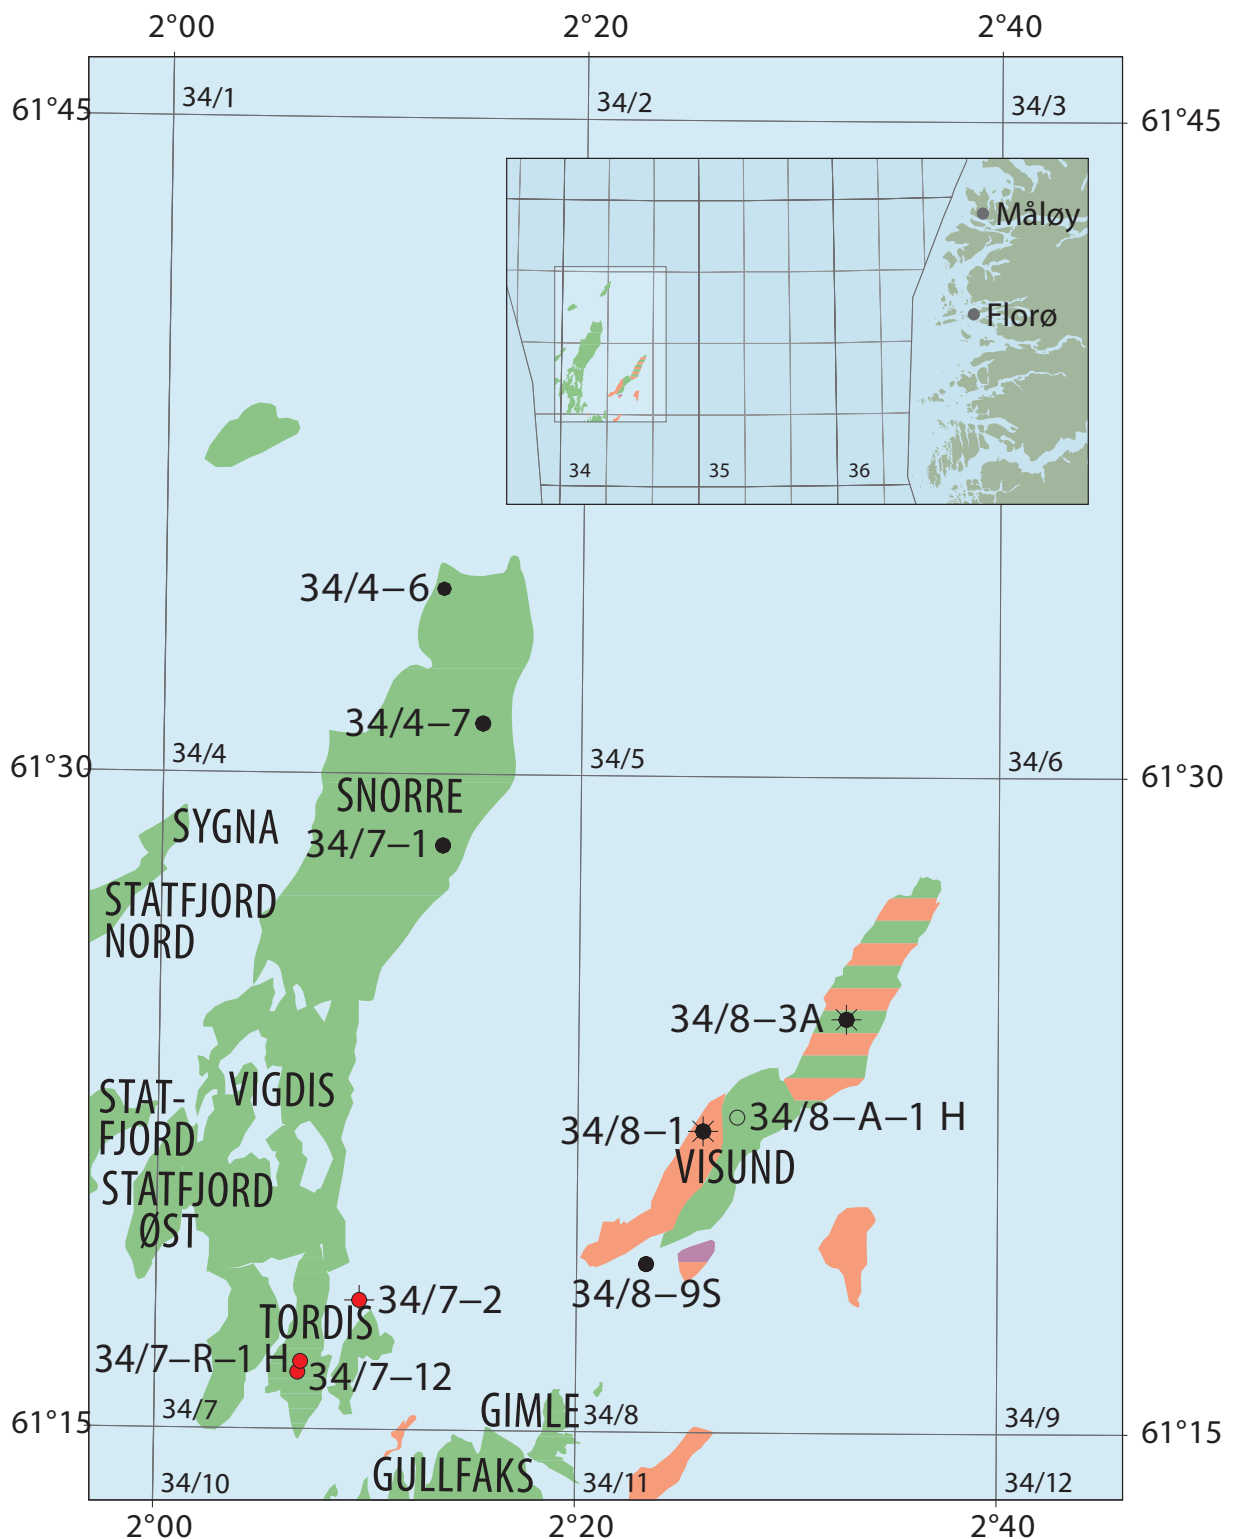 2°00
2°20
2°40
61°45
34/1
34/2
34/3
61°45
Måløy
Florø
34
35
36
34/4–6
34/4–7
61°30
34/4
34/5
34/6
61°30
SNORRE
SYGNA
34/7–1
STATFJORD
NORD
34/8–3A
VIGDIS
STAT-
FJORD
34/8–1
34/8–A–1 H
VISUND
STATFJORD
ØST
34/8–9S
34/7–2
TORDIS
34/7–R–1 H
34/7–12
61°15
34/7
GIMLE
34/8
34/9
61°15
34/10
GULLFAKS
34/11
34/12
2°00
2°20
2°40